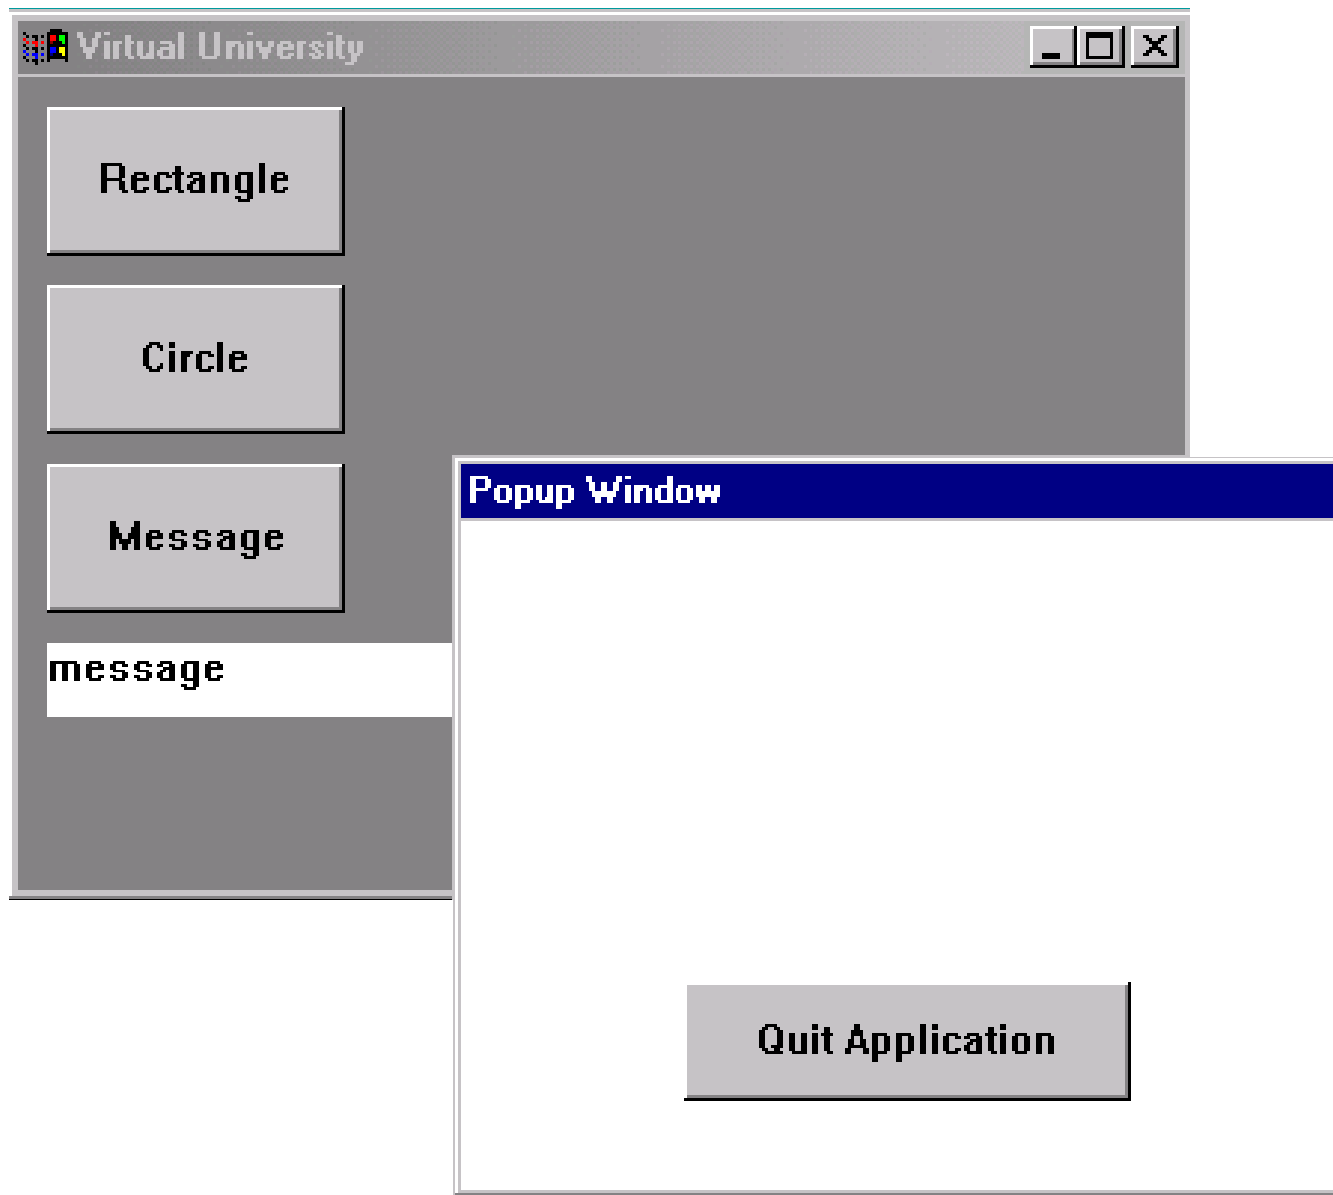 Virtual University
Rectangle
Circle
Message
message
Popup Window
Quit Application